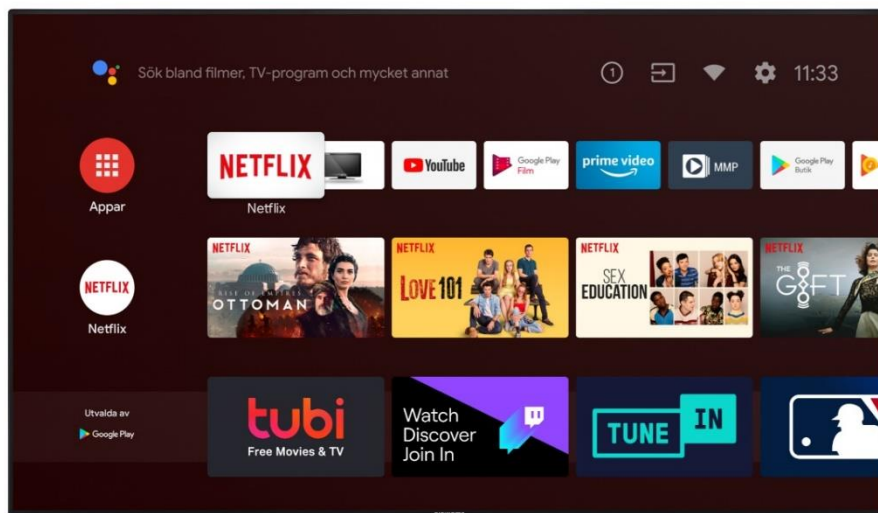 Sök bland filmer, TV-program och mycket annat
1
11:33
Appar
NETFLIX
YouTube
Google Play
Film
prime video
MMP
Google Play
Butik
Netflix
NETFLIX
Netflix
NETFLIX
RISE OF EMPIRES
OTTOMAN
NETFLIX
LOVE 101
NETFLIX
SEX
EDUCATION
NETFLIX
THE
GIFT
Utvalda av
Google Play
tubi
Free Movies & TV
Watch
Discover
Join In
TUNE IN